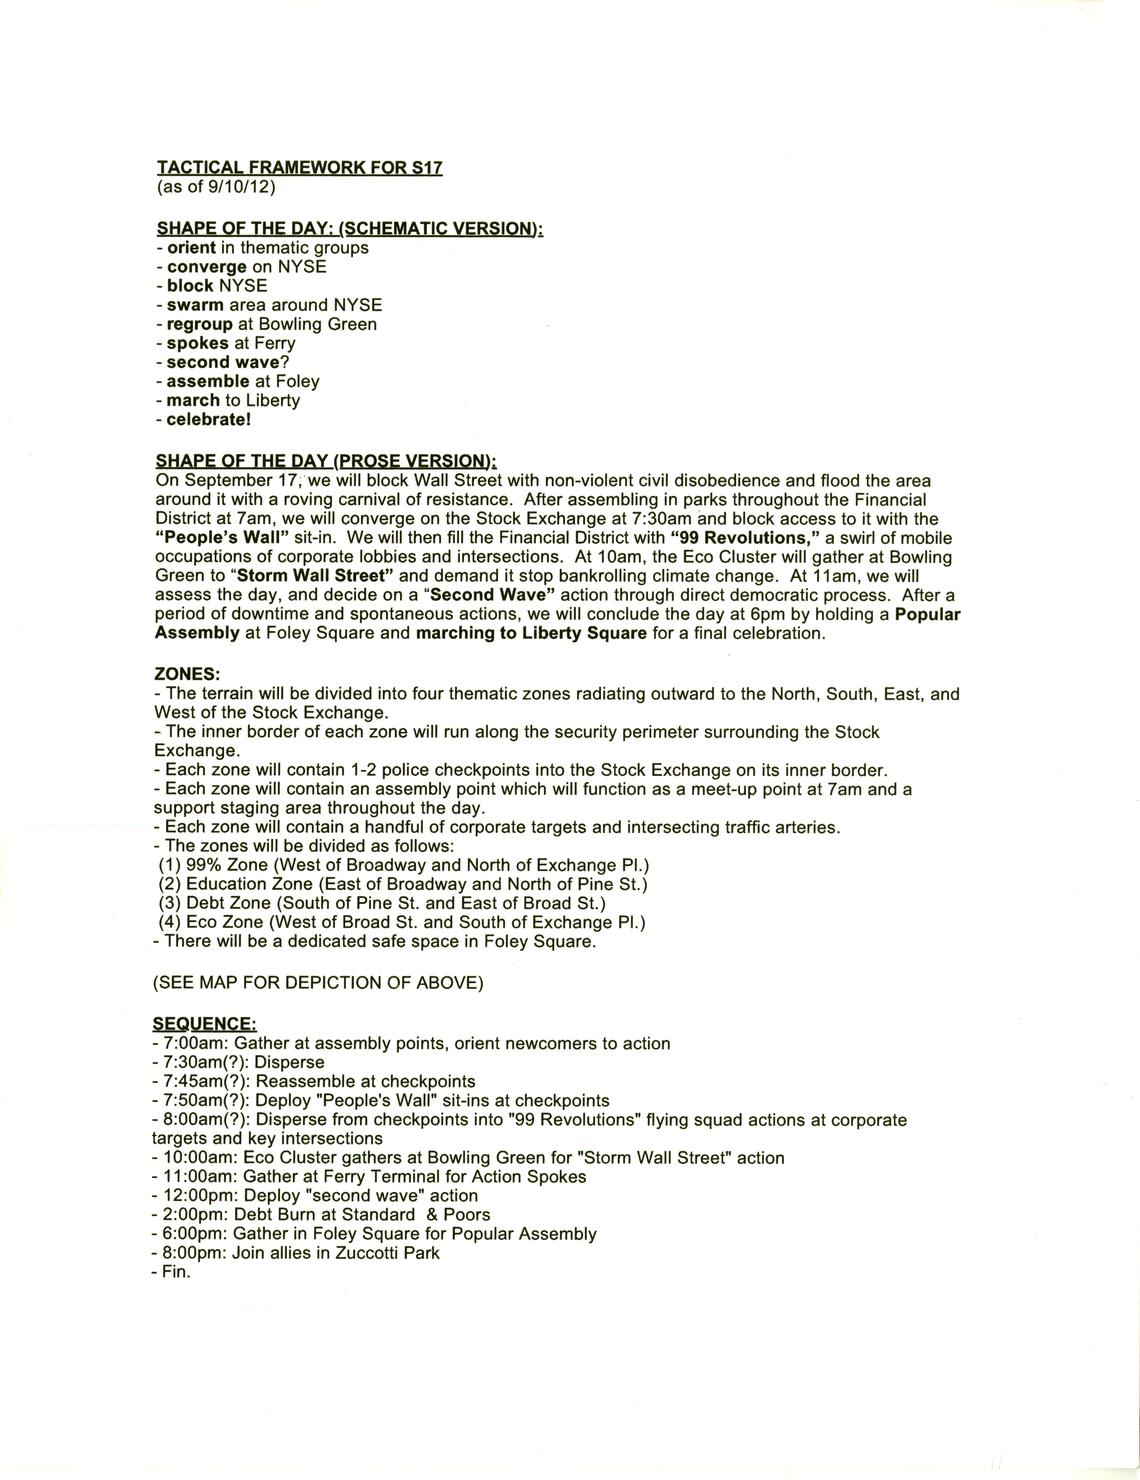 TACTICAL FRAMEWORK FOR S17
(as of 9/10/12)
SHAPE OF THE DAY: (SCHEMATIC VERSION):
- orient in thematic groups
- converge on NYSE
- block NYSE
- swarm area around NYSE
- regroup at Bowling Green
- spokes at Ferry
- second wave?
- assemble at Foley
- march to Liberty
- celebrate!
SHAPE OF THE DAY (PROSE VERSION):
On September 17, we will block Wall Street with non-violent civil disobedience and flood the area
around it with a roving carnival of resistance.  After assembling in parks throughout the Financial
District at 7am, we will converge on the Stock Exchange at 7:30am and block access to it with the
“People’s Wall” sit-in.  We will then fill the Financial District with “99 Revolutions,” a swirl of mobile
occupations of corporate lobbies and intersections.  At 10am, the Eco Cluster will gather at Bowling
Green to “Storm Wall Street” and demand it stop bankrolling climate change.  At 11am, we will
assess the day, and decide on a “Second Wave” action through direct democratic process.  After a
period of downtime and spontaneous actions, we will conclude the day at 6pm by holding a Popular
Assembly at Foley Square and marching to Liberty Square for a final celebration.
ZONES:
- The terrain will be divided into four thematic zones radiating outward to the North, South, East, and
West of the Stock Exchange.
- The inner border of each zone will run along the security perimeter surrounding the Stock
Exchange.
- Each zone will contain 1-2 police checkpoints into the Stock Exchange on its inner border.
- Each zone will contain an assembly point which will function as a meet-up point at 7am and a
support staging area throughout the day.
- Each zone will contain a handful of corporate targets and intersecting traffic arteries.
- The zones will be divided as follows:
(1) 99% Zone (West of Broadway and North of Exchange Pl.)
(2) Education Zone (East of Broadway and North of Pine St.)
(3) Debt Zone (South of Pine St. and East of Broad St.)
(4) Eco Zone (West of Broad St. and South of Exchange Pl.)
- There will be a dedicated safe space in Foley Square.
(SEE MAP FOR DEPICTION OF ABOVE)
SEQUENCE:
- 7:00am: Gather at assembly points, orient newcomers to action
- 7:30am(?): Disperse
- 7:45am(?): Reassemble at checkpoints
- 7:50am(?): Deploy "People's Wall" sit-ins at checkpoints
- 8:00am(?): Disperse from checkpoints into "99 Revolutions" flying squad actions at corporate
targets and key intersections
- 10:00am: Eco Cluster gathers at Bowling Green for "Storm Wall Street" action
- 11:00am: Gather at Ferry Terminal for Action Spokes
- 12:00pm: Deploy "second wave" action
- 2:00pm: Debt Burn at Standard  & Poors
- 6:00pm: Gather in Foley Square for Popular Assembly
- 8:00pm: Join allies in Zuccotti Park
- Fin.